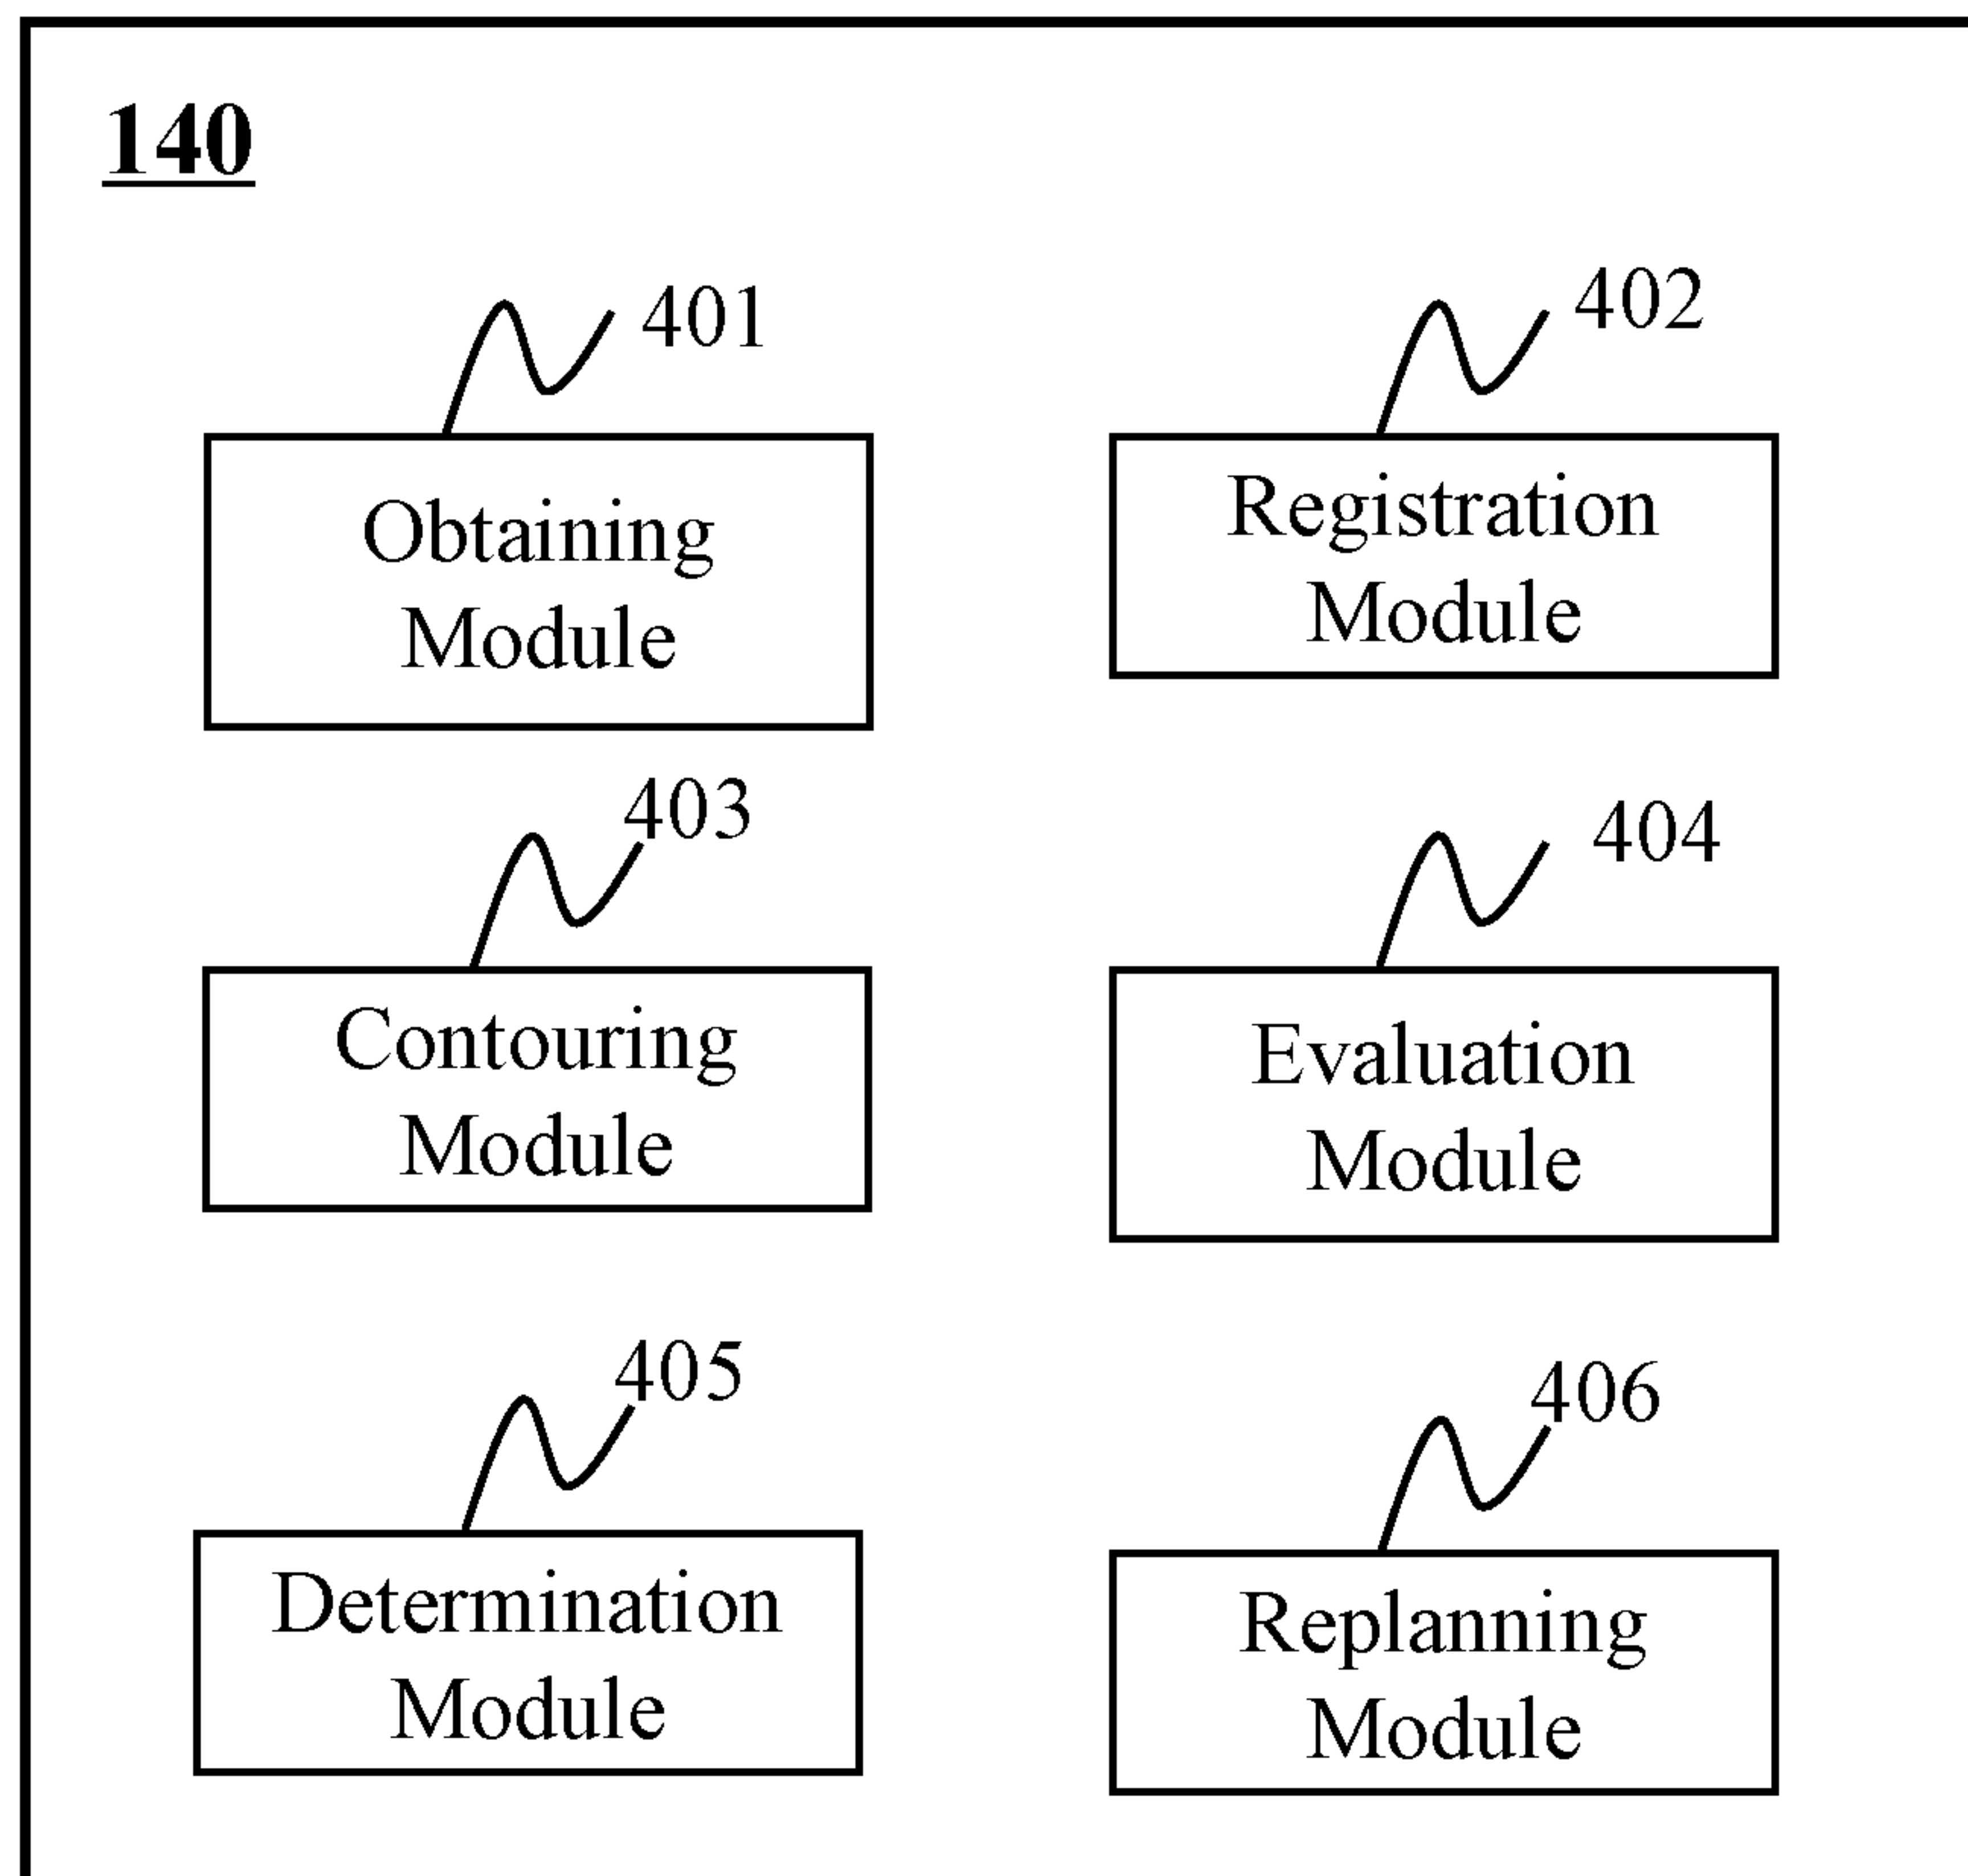 140
401
402
Obtaining
Module
Registration
Module
403
404
Contouring
Module
Evaluation
Module
405
406
Determination
Module
Replanning
Module